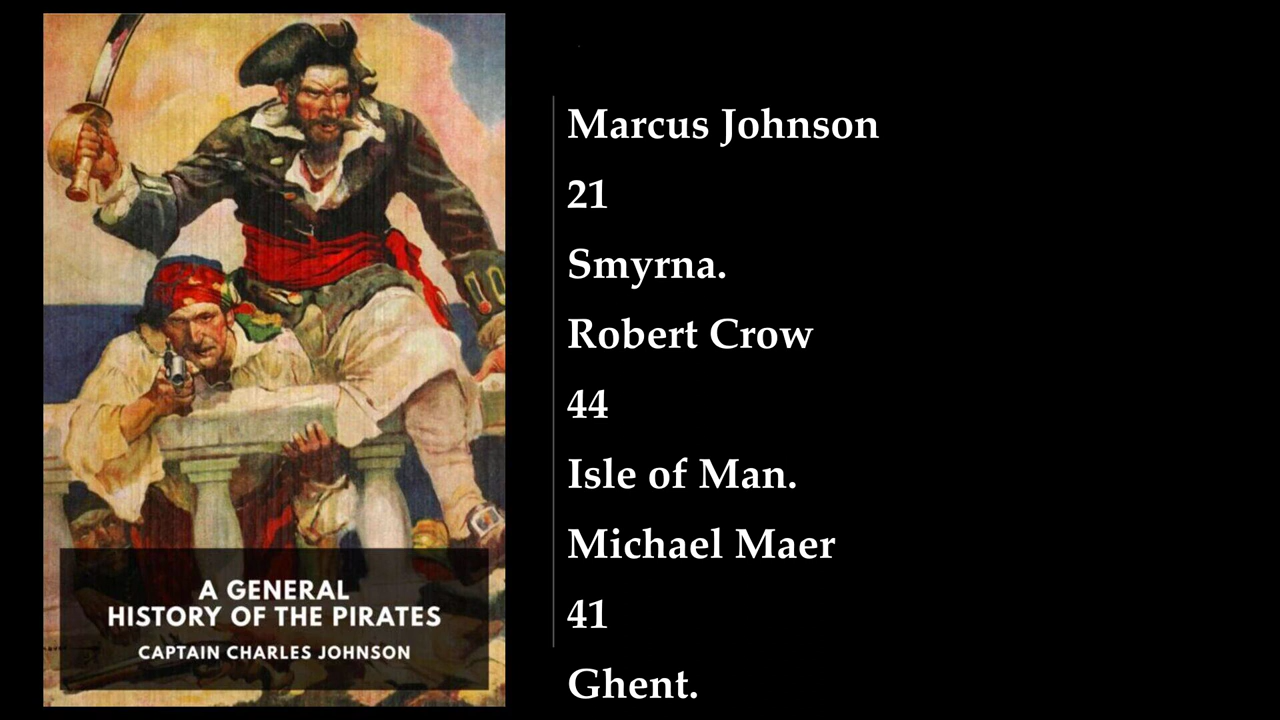 A GENERAL
HISTORY OF THE PIRATES
CAPTAIN CHARLES JOHNSON
Marcus Johnson
21
Smyrna.
Robert Crow
44
Isle of Man.
Michael Maer
41
Ghent.